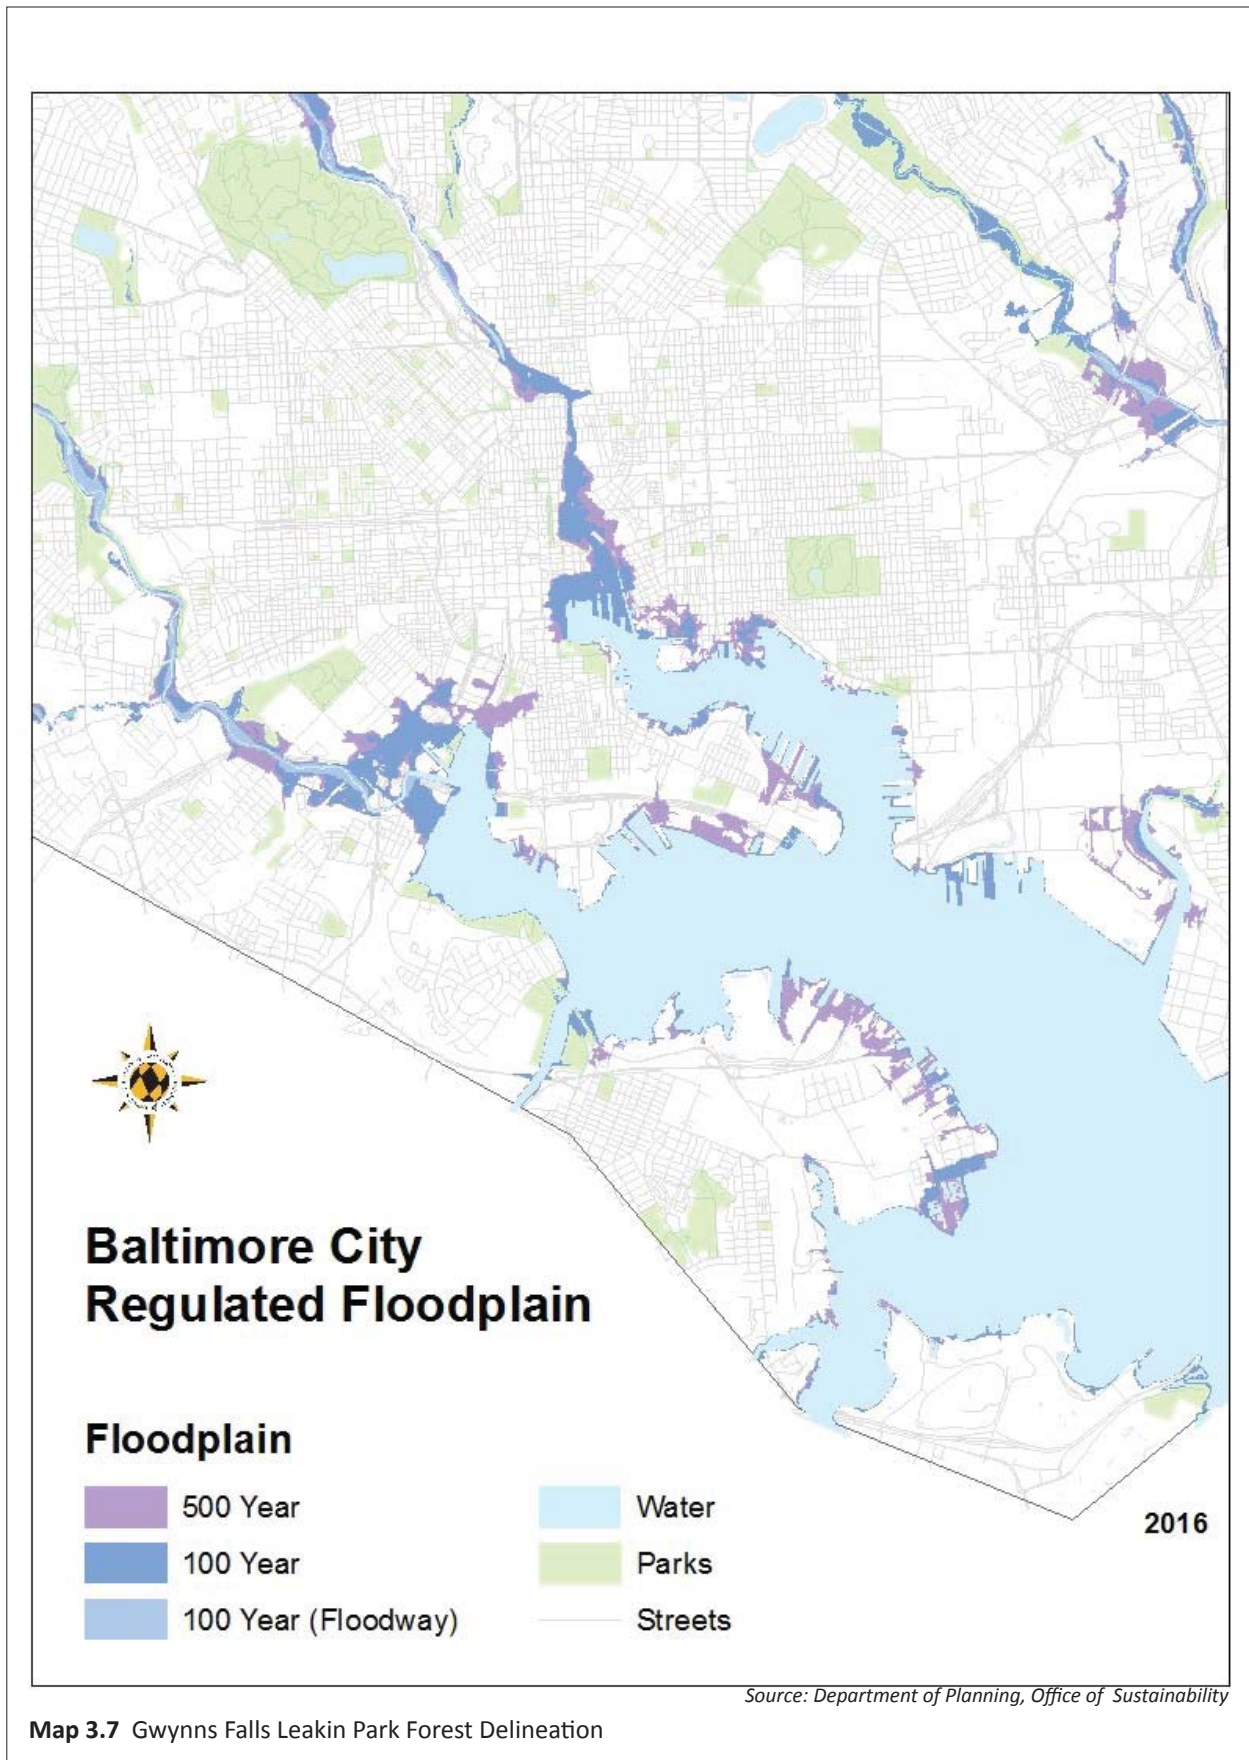 Baltimore City
Regulated Floodplain
Floodplain
500 Year
100 Year
100 Year (Floodway)
Water
Parks
Streets
2016
Source: Department of Planning, Office of Sustainability
Map 3.7 Gwynns Falls Leakin Park Forest Delineation